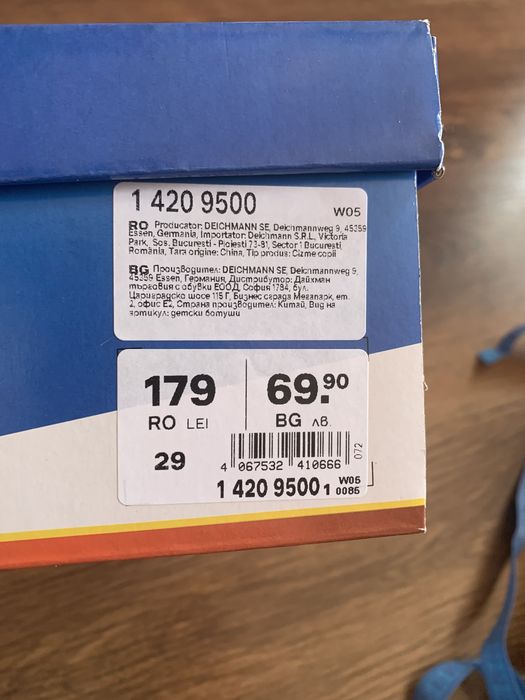 1 420 9500
W05
RO Producator: DEICHMANN SE, Deichmannweg 9, 45359
Essen, Germania, Importator: Deichmann S.R.L, Victoria
Park, Sos. Bucuresti - Ploiesti 73-81, Sector 1 Bucuresti,
România, Tara origine: China, Tip produs: Cizme copii
BG Производител: DEICHMANN SE, Deichmannweg 9,
45359 Essen, Германия, Дистрибутор: Дайхман
търговия с обувки ЕООД, София 1784, бул.
Цариградско шосе 115 Г, Бизнес сграда Мегапарк, ет.
2, офис Е2, Страна производител: Китай, Вид на
артикул: детски ботуши
179
RO LEI
69.90
BG лв.
29
4 067532 410666
072
1 420 9500 1
W05
0086